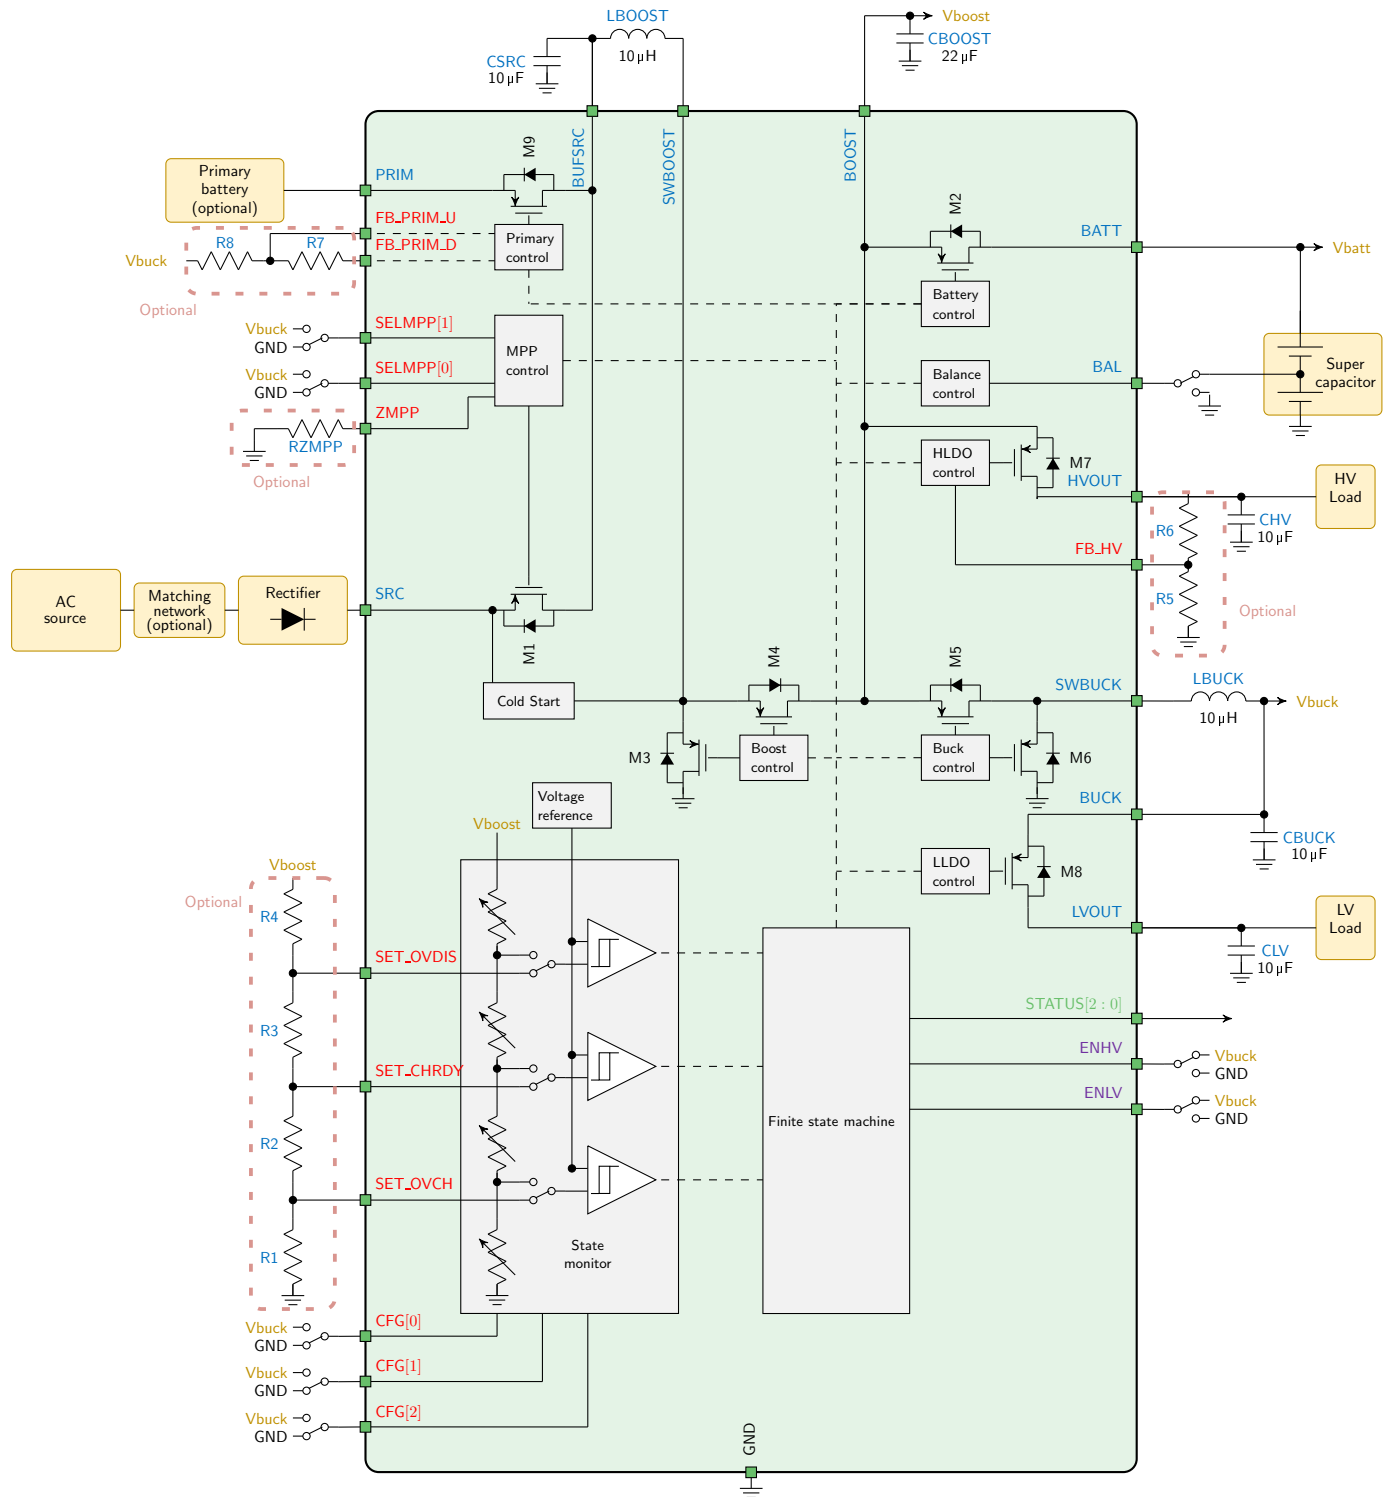 LBOOST
10 µH
CSRC
10 µF
Vboost
CBOOST
22 µF
BUFSRC
SWBOOST
BOOST
M9
M2
Primary
battery
(optional)
PRIM
FB_PRIM_U
FB_PRIM_D
R8
R7
Vbuck
Optional
Primary
control
BATT
Vbatt
Battery
control
Vbuck
GND
SELMPP[1]
Vbuck
GND
SELMPP[0]
MPP
control
ZMPP
RZMPP
Optional
Balance
control
BAL
Super
capacitor
HLDO
control
M7
HVOUT
HV
Load
CHV
10 µF
FB_HV
R6
R5
Optional
AC
source
Matching
network
(optional)
Rectifier
SRC
M1
Cold Start
M4
M5
SWBUCK
LBUCK
10 µH
Vbuck
M3
Boost
control
Buck
control
M6
BUCK
CBUCK
10 µF
Voltage
reference
Vboost
LLDO
control
M8
LVOUT
LV
Load
CLV
10 µF
Vboost
Optional
R4
SET_OVDIS
R3
SET_CHRDY
R2
SET_OVCH
R1
State
monitor
Finite state machine
STATUS[2 : 0]
ENHV
Vbuck
GND
ENLV
Vbuck
GND
CFG[0]
Vbuck
GND
CFG[1]
Vbuck
GND
CFG[2]
Vbuck
GND
GND